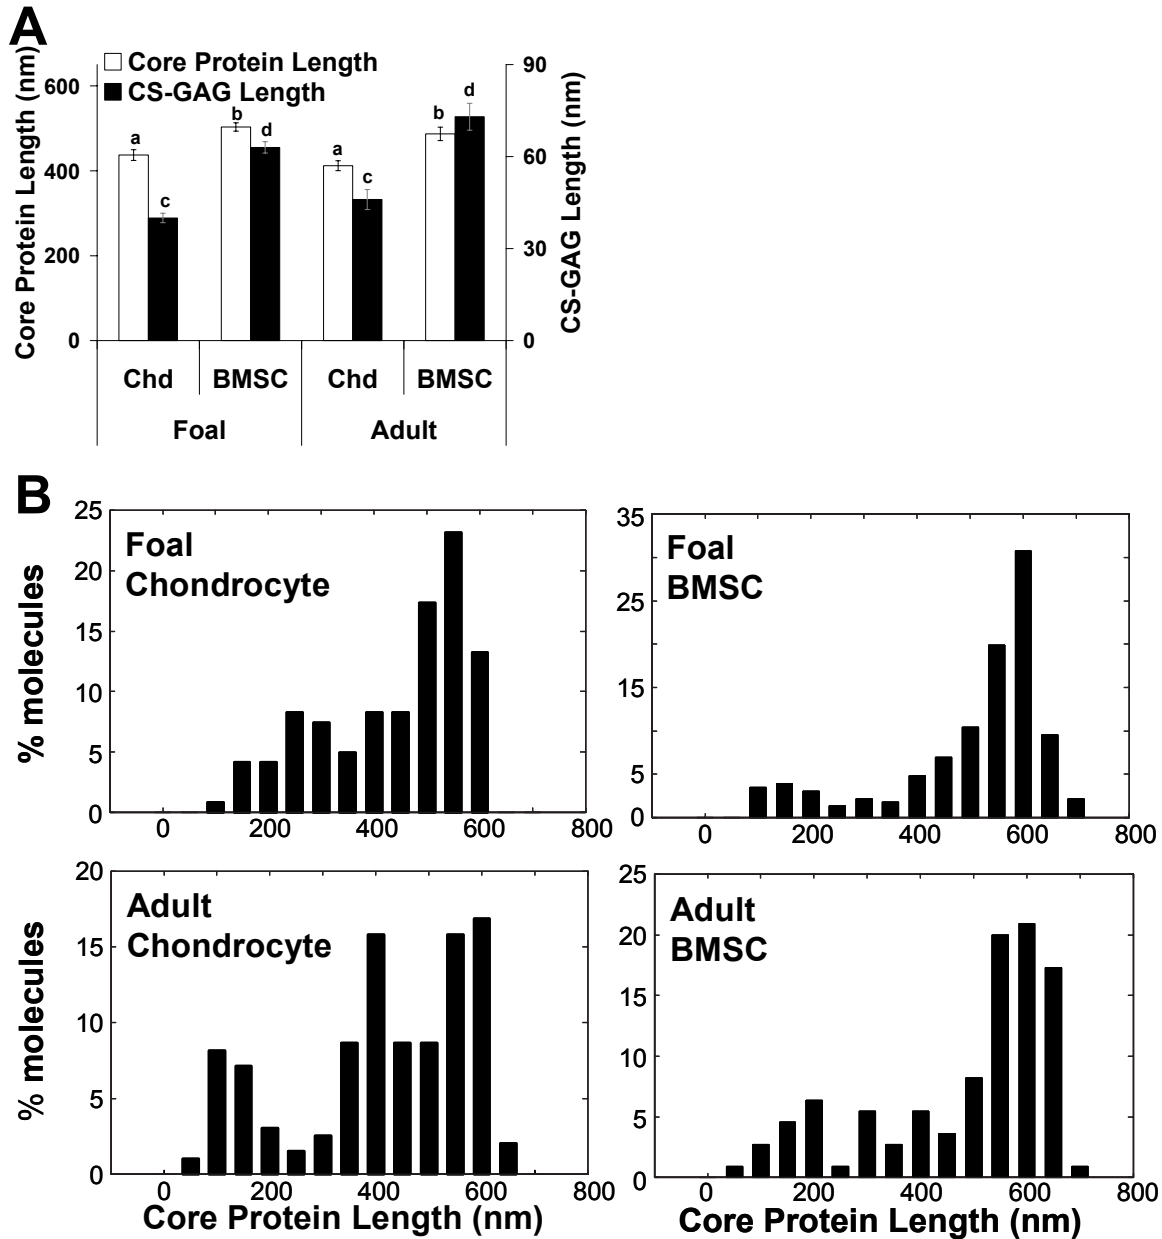 A
Core Protein Length
CS-GAG Length
Core Protein Length (nm)
600
400
200
0
90
60
30
0
CS-GAG Length (nm)
a
c
b
d
a
c
b
d
Chd BMSC Chd BMSC
Foal Adult
B
% molecules
25
20
15
10
5
0
Foal
Chondrocyte
0 200 400 600 800
35
25
15
5
0
Foal
BMSC
0 200 400 600 800
% molecules
20
15
10
5
0
Adult
Chondrocyte
0 200 400 600 800
Core Protein Length (nm)
25
20
15
10
5
0
Adult
BMSC
0 200 400 600 800
Core Protein Length (nm)